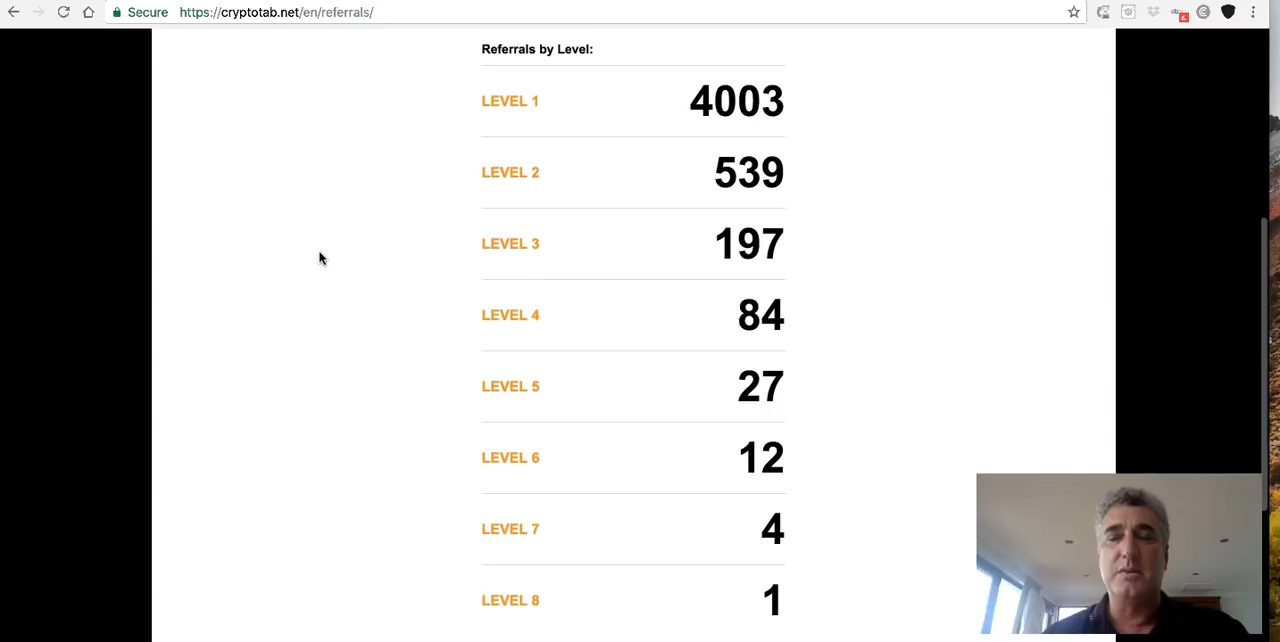 Secure https://cryptotab.net/en/referrals/
Referrals by Level:
LEVEL 1 4003
LEVEL 2 539
LEVEL 3 197
LEVEL 4 84
LEVEL 5 27
LEVEL 6 12
LEVEL 7 4
LEVEL 8 1